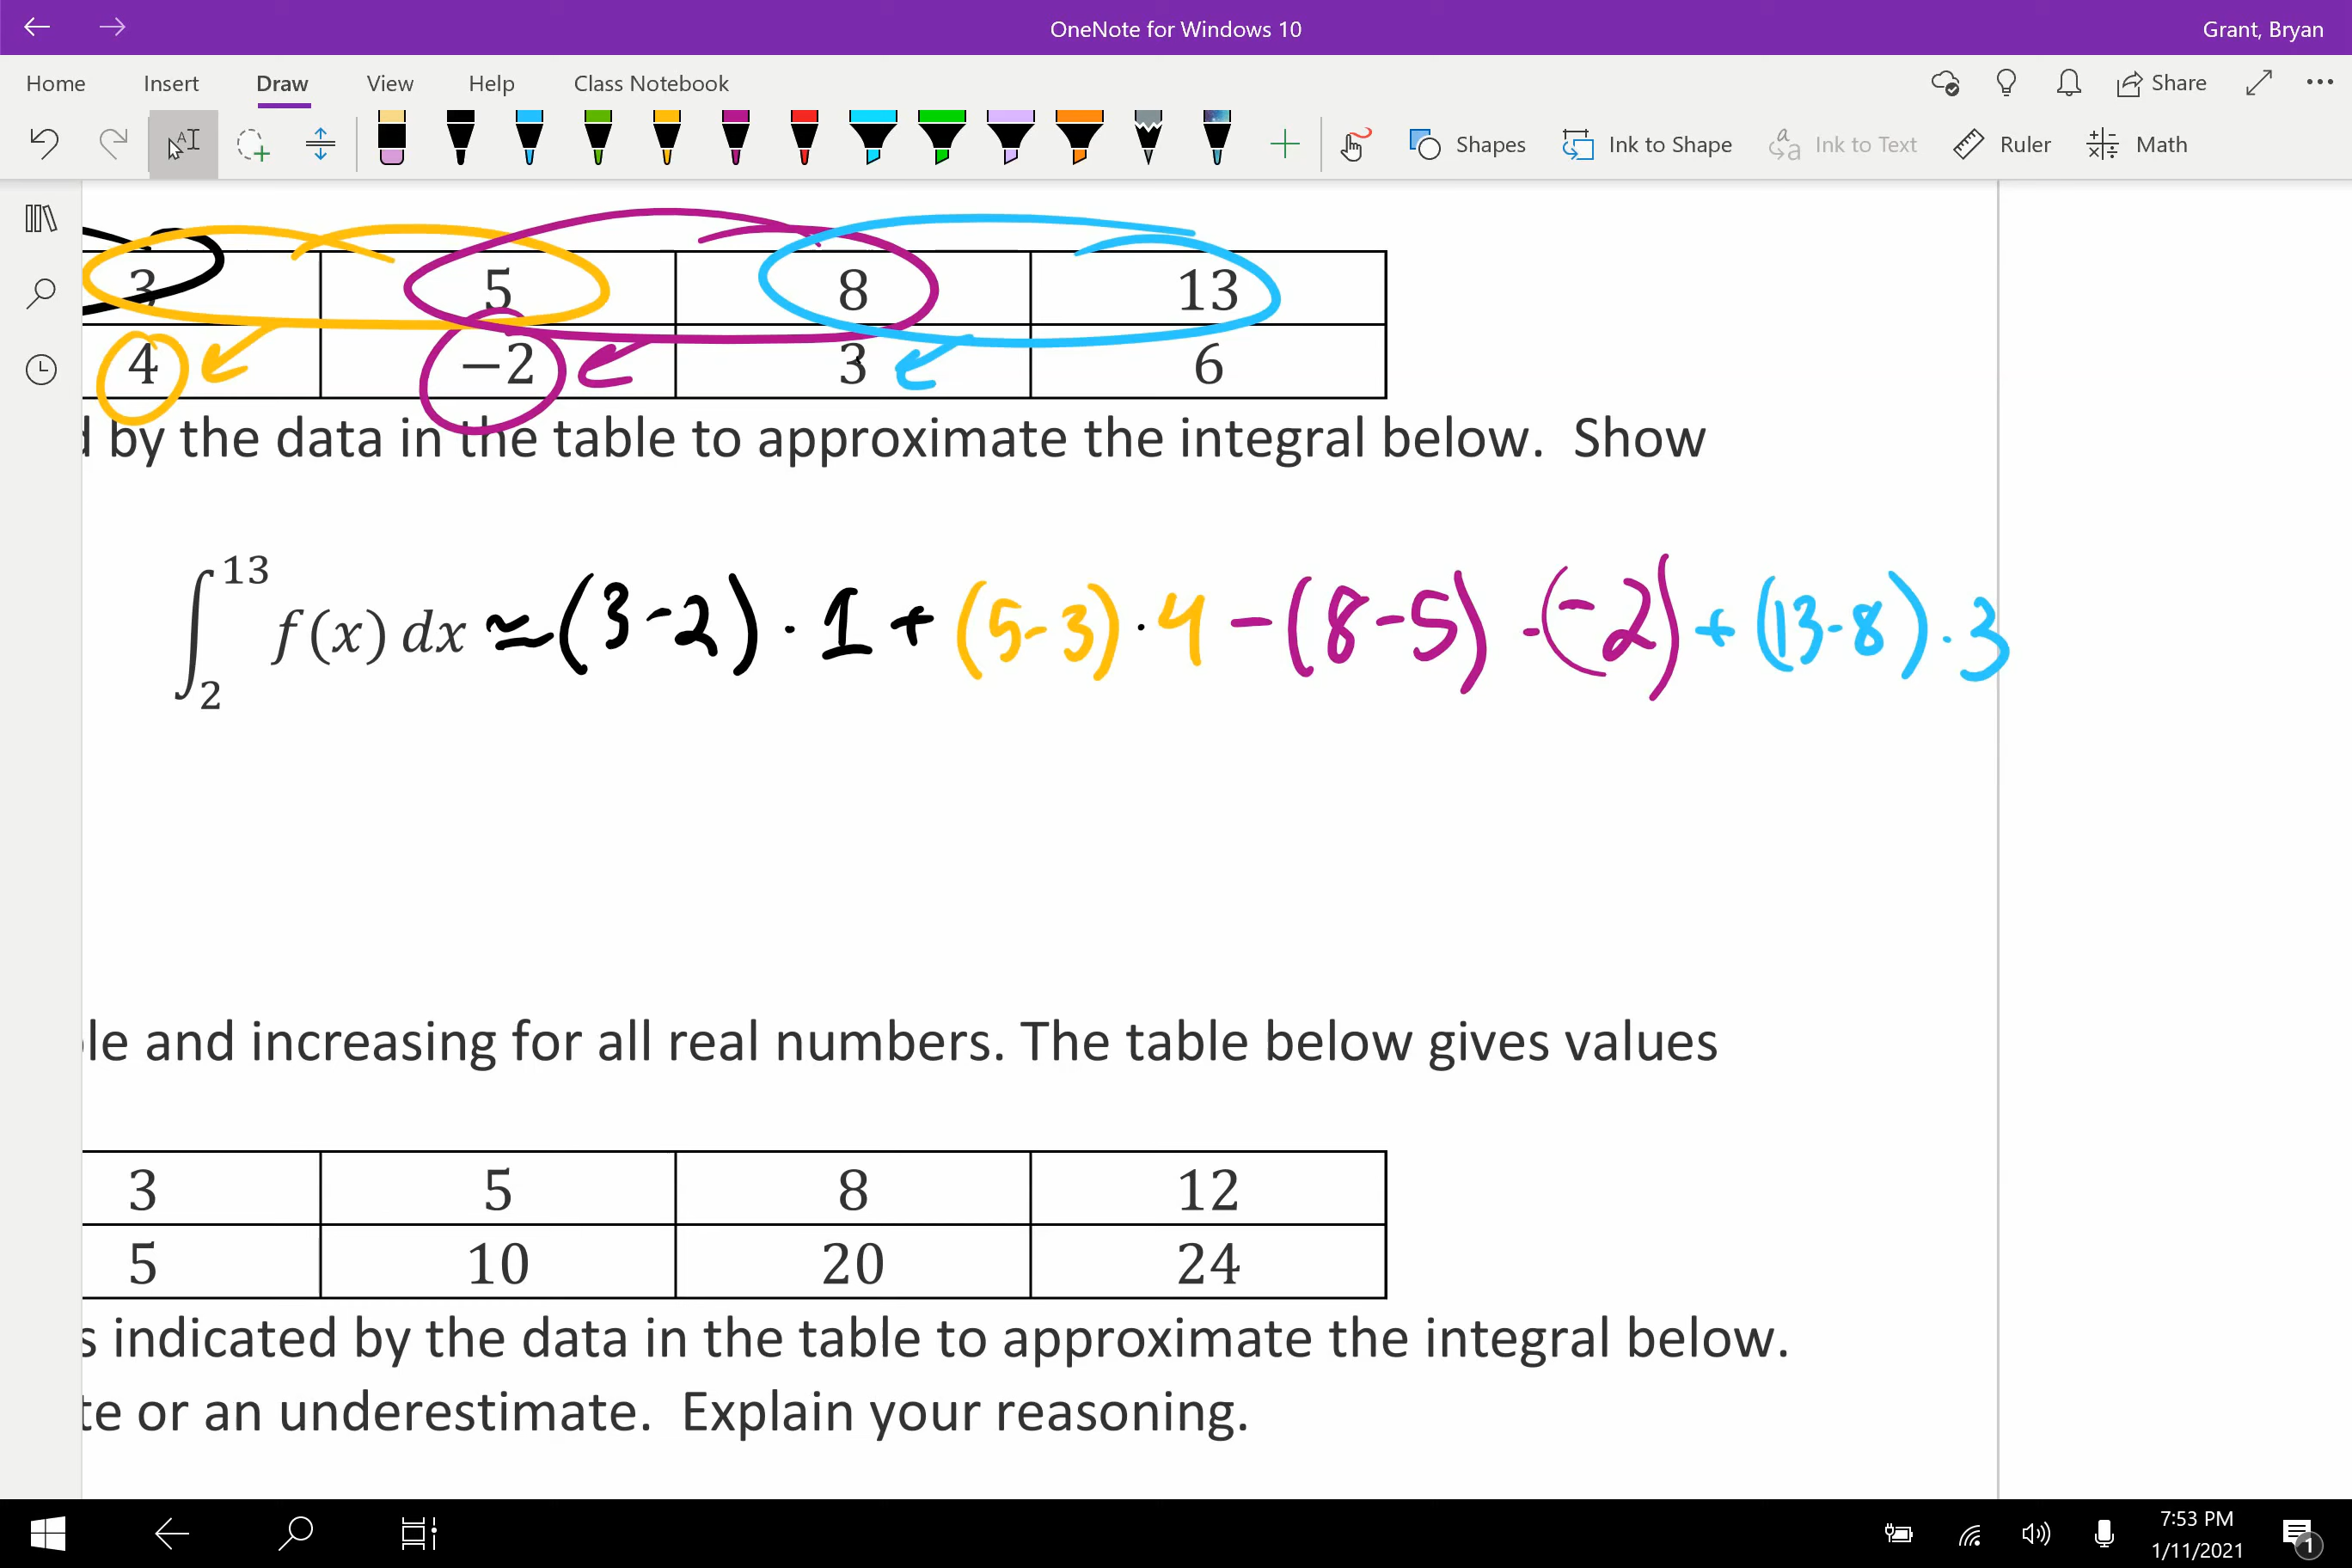 OneNote for Windows 10
Grant, Bryan
Home Insert Draw View Help Class Notebook Share
Shapes Ink to Shape Ink to Text Ruler Math
3 5 8 13
4 −2 3 6
by the data in the table to approximate the integral below. Show
∫₂¹³ f(x) dx ≈ (3-2) · 1 + (5-3) · 4 - (8-5) · (-2) + (13-8) · 3
le and increasing for all real numbers. The table below gives values
3 5 8 12
5 10 20 24
s indicated by the data in the table to approximate the integral below.
te or an underestimate. Explain your reasoning.
7:53 PM
1/11/2021
1